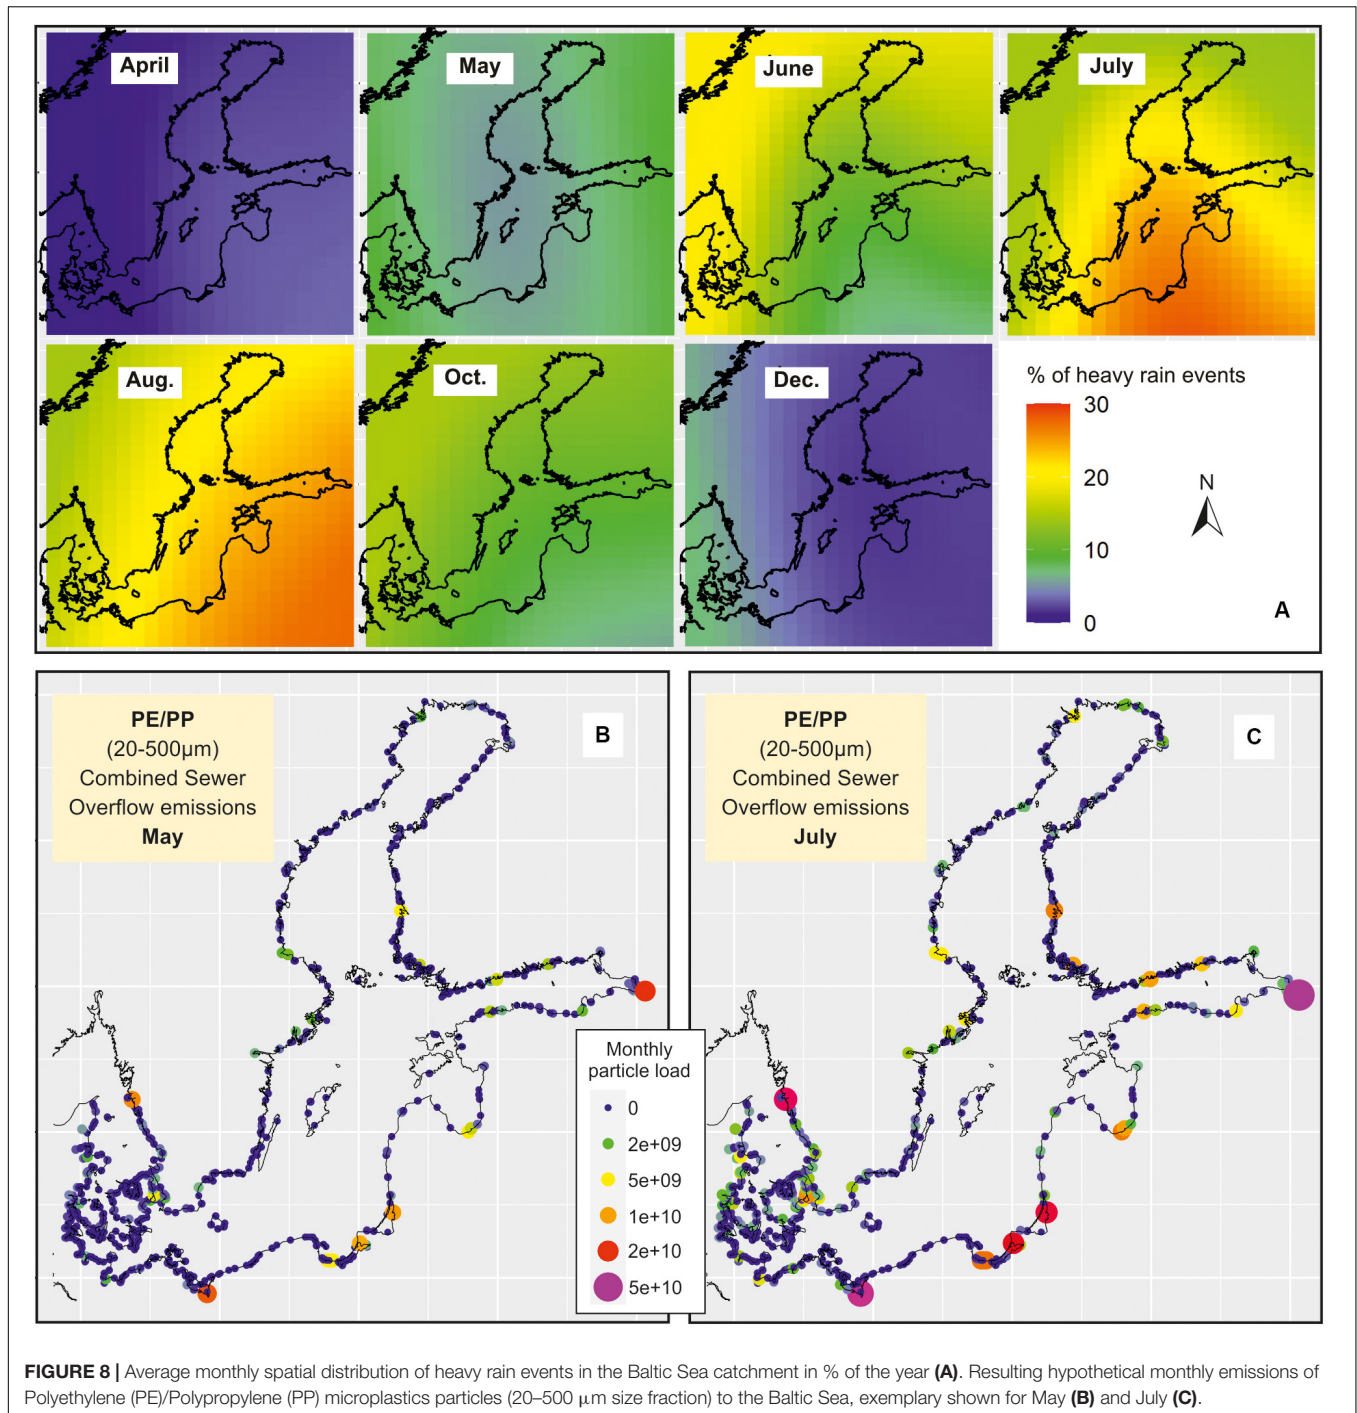 April
May
June
July
Aug.
Oct.
Dec.
% of heavy rain events
30
20
10
0
N
A
PE/PP
(20-500µm)
Combined Sewer
Overflow emissions
May
B
PE/PP
(20-500µm)
Combined Sewer
Overflow emissions
July
C
Monthly
particle load
0
2e+09
5e+09
1e+10
2e+10
5e+10
FIGURE 8 | Average monthly spatial distribution of heavy rain events in the Baltic Sea catchment in % of the year (A). Resulting hypothetical monthly emissions of
Polyethylene (PE)/Polypropylene (PP) microplastics particles (20–500 µm size fraction) to the Baltic Sea, exemplary shown for May (B) and July (C).